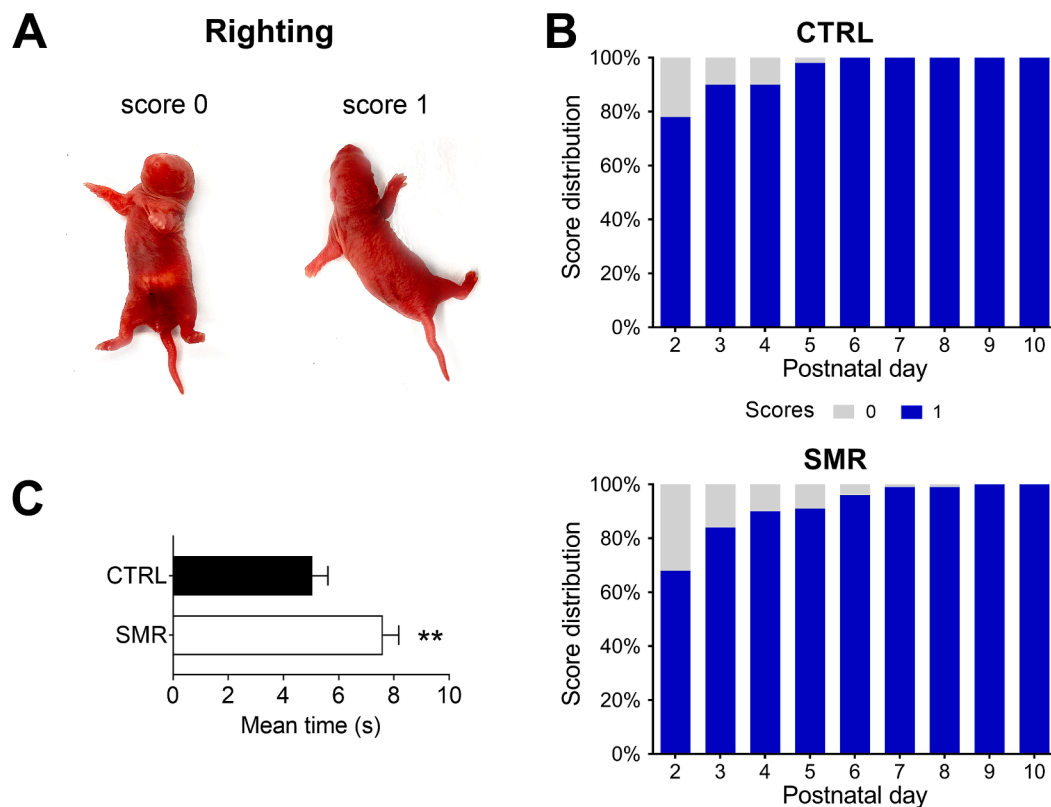 A
Righting
score 0
score 1
B
CTRL
100%
80%
60%
40%
20%
0%
Score distribution
2 3 4 5 6 7 8 9 10
Postnatal day
Scores 0 1
SMR
100%
80%
60%
40%
20%
0%
Score distribution
2 3 4 5 6 7 8 9 10
Postnatal day
C
CTRL
SMR
**
0 2 4 6 8 10
Mean time (s)